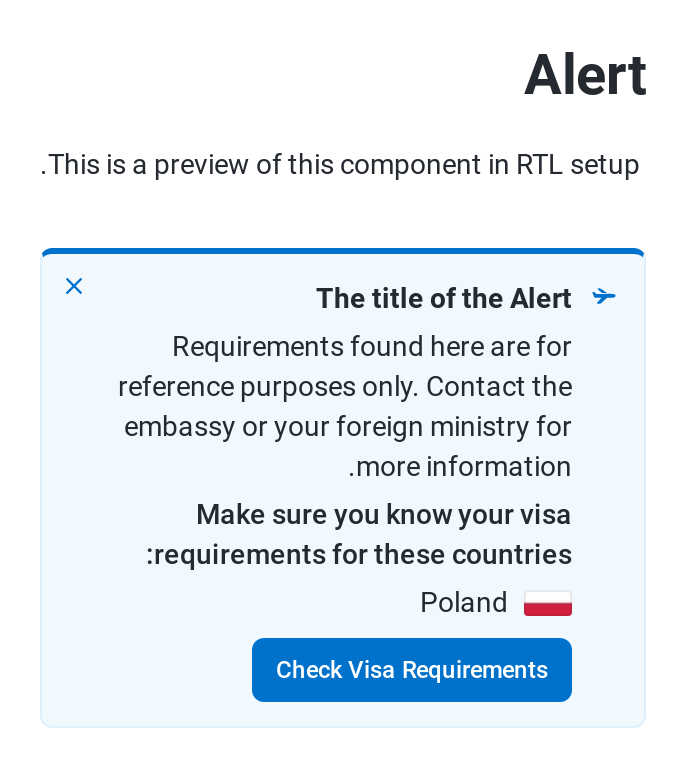 Alert
.This is a preview of this component in RTL setup
The title of the Alert
Requirements found here are for
reference purposes only. Contact the
embassy or your foreign ministry for
.more information
Make sure you know your visa
:requirements for these countries
Poland
Check Visa Requirements